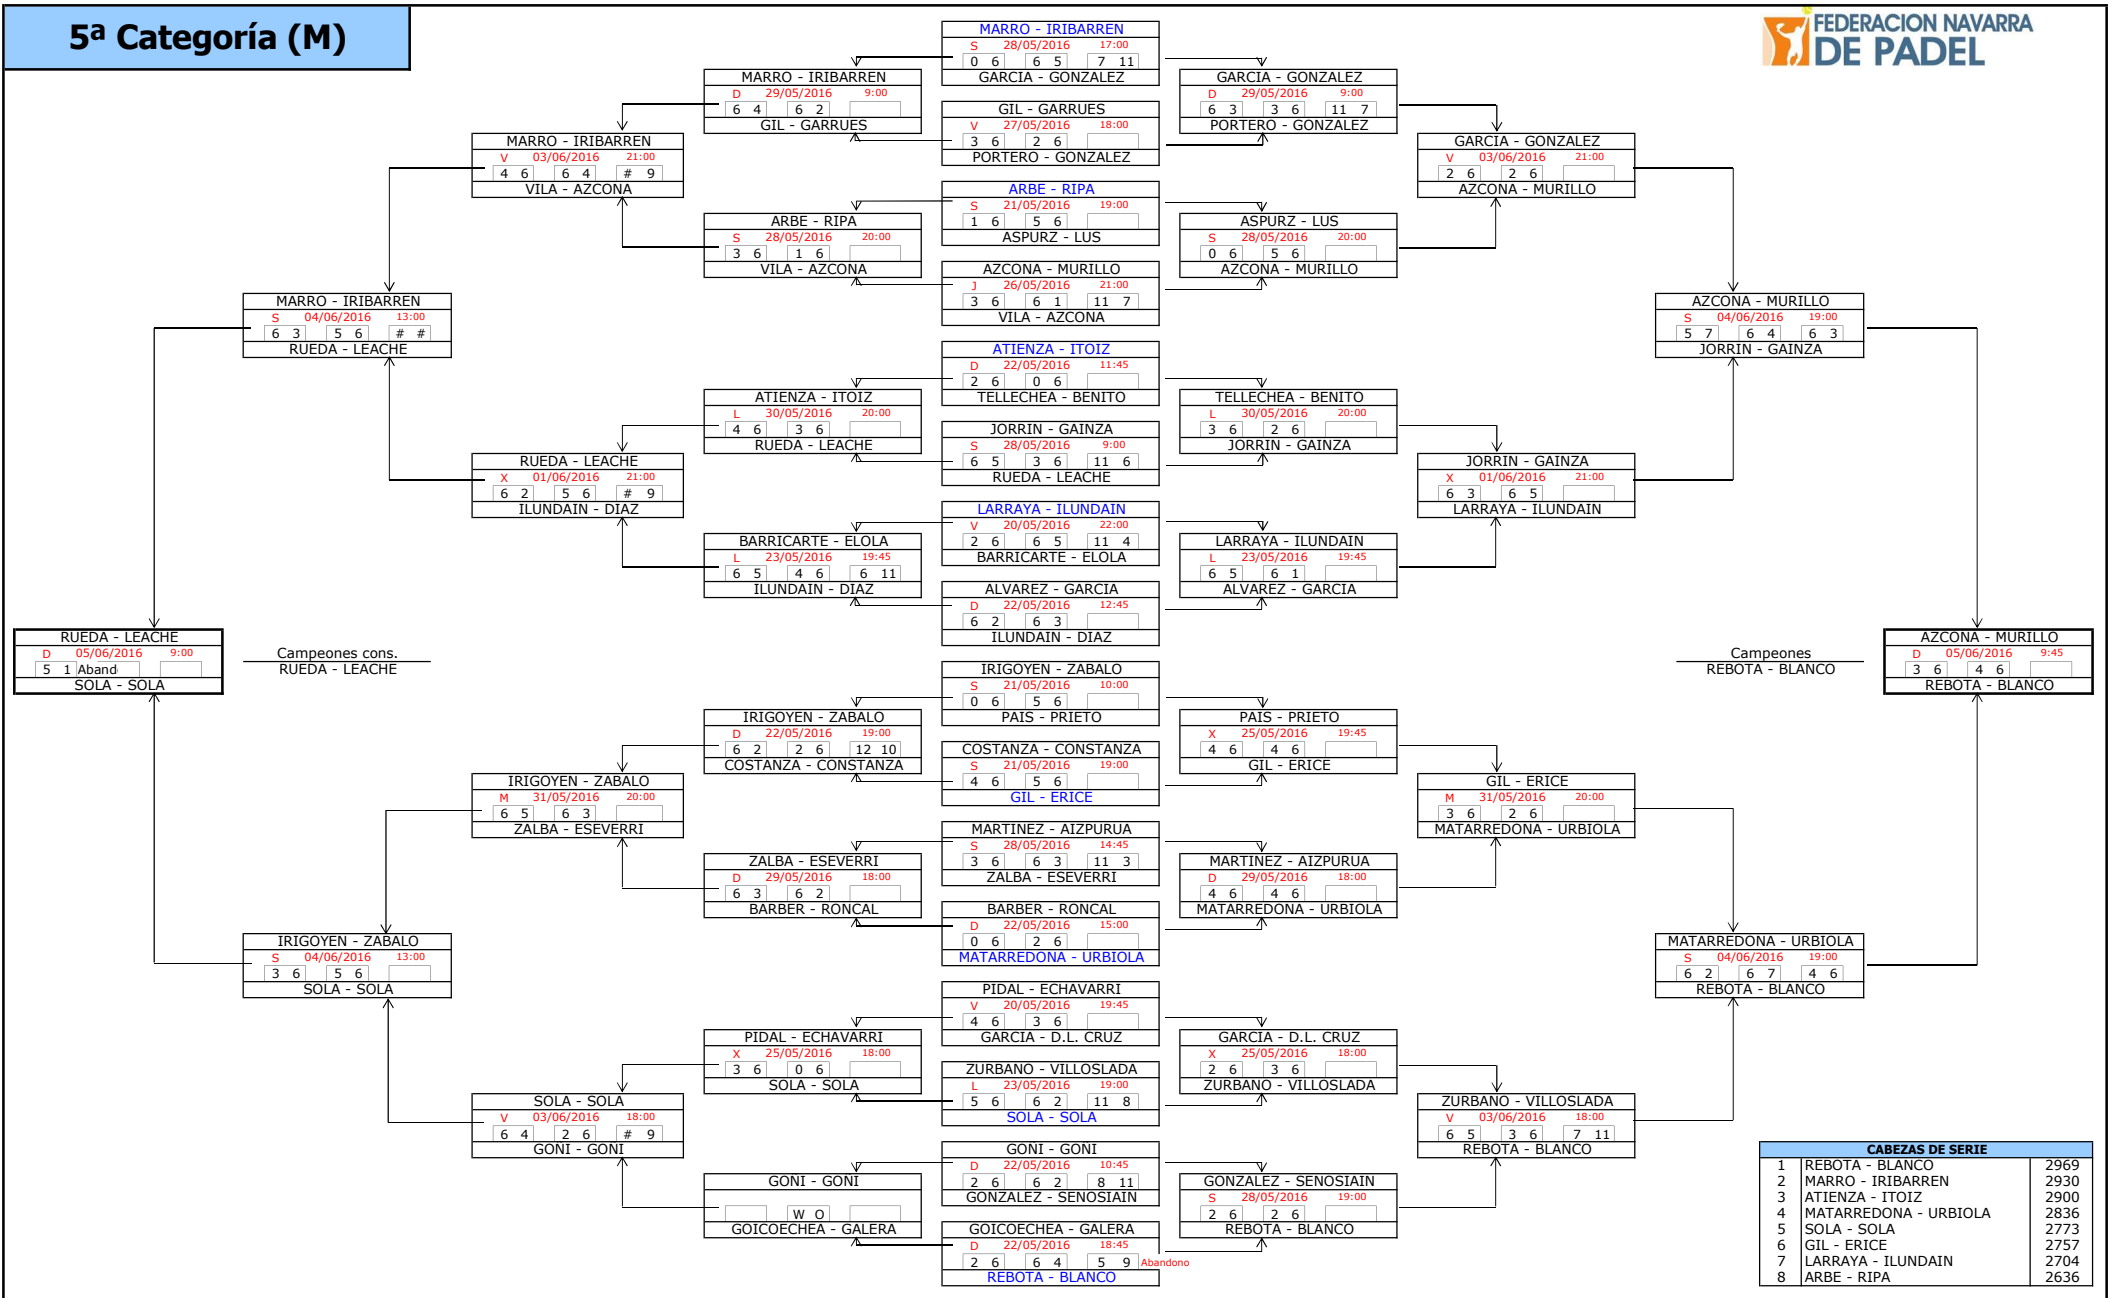 5ª Categoría (M)
FEDERACION NAVARRA
DE PADEL
RUEDA - LEACHE
D 05/06/2016 9:00
5 1 Aband
SOLA - SOLA
Campeones cons.
RUEDA - LEACHE
MARRO - IRIBARREN
S 04/06/2016 13:00
6 3 5 6 # #
RUEDA - LEACHE
IRIGOYEN - ZABALO
S 04/06/2016 13:00
3 6 5 6
SOLA - SOLA
MARRO - IRIBARREN
V 03/06/2016 21:00
4 6 6 4 # 9
VILA - AZCONA
RUEDA - LEACHE
X 01/06/2016 21:00
6 2 5 6 # 9
ILUNDAIN - DIAZ
IRIGOYEN - ZABALO
M 31/05/2016 20:00
6 5 6 3
ZALBA - ESEVERRI
SOLA - SOLA
V 03/06/2016 18:00
6 4 2 6 # 9
GOÑI - GOÑI
MARRO - IRIBARREN
D 29/05/2016 9:00
6 4 6 2
GIL - GARRUES
ARBE - RIPA
S 28/05/2016 20:00
3 6 1 6
VILA - AZCONA
ATIENZA - ITOIZ
L 30/05/2016 20:00
4 6 3 6
RUEDA - LEACHE
BARRICARTE - ELOLA
L 23/05/2016 19:45
6 5 4 6 6 11
ILUNDAIN - DIAZ
IRIGOYEN - ZABALO
D 22/05/2016 19:00
6 2 2 6 12 10
COSTANZA - CONSTANZA
ZALBA - ESEVERRI
D 29/05/2016 18:00
6 3 6 2
BARBER - RONCAL
PIDAL - ECHAVARRI
X 25/05/2016 18:00
3 6 0 6
SOLA - SOLA
GOÑI - GOÑI
W O
GOICOECHEA - GALERA
MARRO - IRIBARREN
S 28/05/2016 17:00
0 6 6 5 7 11
GARCIA - GONZALEZ
GIL - GARRUES
V 27/05/2016 18:00
3 6 2 6
PORTERO - GONZALEZ
ARBE - RIPA
S 21/05/2016 19:00
1 6 5 6
ASPURZ - LUS
AZCONA - MURILLO
J 26/05/2016 21:00
3 6 6 1 11 7
VILA - AZCONA
ATIENZA - ITOIZ
D 22/05/2016 11:45
2 6 0 6
TELLECHEA - BENITO
JORRIN - GAINZA
S 28/05/2016 9:00
6 5 3 6 11 6
RUEDA - LEACHE
LARRAYA - ILUNDAIN
V 20/05/2016 22:00
2 6 6 5 11 4
BARRICARTE - ELOLA
ALVAREZ - GARCIA
D 22/05/2016 12:45
6 2 6 3
ILUNDAIN - DIAZ
IRIGOYEN - ZABALO
S 21/05/2016 10:00
0 6 5 6
PAIS - PRIETO
COSTANZA - CONSTANZA
S 21/05/2016 19:00
4 6 5 6
GIL - ERICE
MARTINEZ - AIZPURUA
S 28/05/2016 14:45
3 6 6 3 11 3
ZALBA - ESEVERRI
BARBER - RONCAL
D 22/05/2016 15:00
0 6 2 6
MATARREDONA - URBIOLA
PIDAL - ECHAVARRI
V 20/05/2016 19:45
4 6 3 6
GARCIA - D.L. CRUZ
ZURBANO - VILLOSLADA
L 23/05/2016 19:00
5 6 6 2 11 8
SOLA - SOLA
GOÑI - GOÑI
D 22/05/2016 10:45
2 6 6 2 8 11
GONZALEZ - SENOSIAIN
GOICOECHEA - GALERA
D 22/05/2016 18:45
2 6 6 4 5 9 Abandono
REBOTA - BLANCO
GARCIA - GONZALEZ
D 29/05/2016 9:00
6 3 3 6 11 7
PORTERO - GONZALEZ
ASPURZ - LUS
S 28/05/2016 20:00
0 6 5 6
AZCONA - MURILLO
TELLECHEA - BENITO
L 30/05/2016 20:00
3 6 2 6
JORRIN - GAINZA
LARRAYA - ILUNDAIN
L 23/05/2016 19:45
6 5 6 1
ALVAREZ - GARCIA
PAIS - PRIETO
X 25/05/2016 19:45
4 6 4 6
GIL - ERICE
MARTINEZ - AIZPURUA
D 29/05/2016 18:00
4 6 4 6
MATARREDONA - URBIOLA
GARCIA - D.L. CRUZ
X 25/05/2016 18:00
2 6 3 6
ZURBANO - VILLOSLADA
GONZALEZ - SENOSIAIN
S 28/05/2016 19:00
2 6 2 6
REBOTA - BLANCO
GARCIA - GONZALEZ
V 03/06/2016 21:00
2 6 2 6
AZCONA - MURILLO
JORRIN - GAINZA
X 01/06/2016 21:00
6 3 6 5
LARRAYA - ILUNDAIN
GIL - ERICE
M 31/05/2016 20:00
3 6 2 6
MATARREDONA - URBIOLA
ZURBANO - VILLOSLADA
V 03/06/2016 18:00
6 5 3 6 7 11
REBOTA - BLANCO
AZCONA - MURILLO
S 04/06/2016 19:00
5 7 6 4 6 3
JORRIN - GAINZA
MATARREDONA - URBIOLA
S 04/06/2016 19:00
6 2 6 7 4 6
REBOTA - BLANCO
Campeones
REBOTA - BLANCO
AZCONA - MURILLO
D 05/06/2016 9:45
3 6 4 6
REBOTA - BLANCO
CABEZAS DE SERIE
1 REBOTA - BLANCO 2969
2 MARRO - IRIBARREN 2930
3 ATIENZA - ITOIZ 2900
4 MATARREDONA - URBIOLA 2836
5 SOLA - SOLA 2773
6 GIL - ERICE 2757
7 LARRAYA - ILUNDAIN 2704
8 ARBE - RIPA 2636